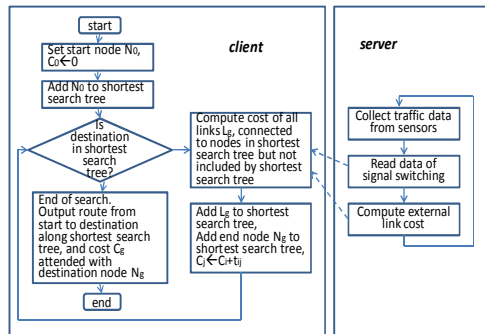 start
client
server
Set start node N₀,
C₀←0
Add N₀ to shortest
search tree
Is
destination
in shortest
search
tree?
End of search.
Output route from
start to destination
along shortest search
tree, and cost Cg
attended with
destination node Ng
end
Compute cost of all
links Lg, connected
to nodes in shortest
search tree but not
included by shortest
search tree
Add Lg to shortest
search tree,
Add end node Ng to
shortest search tree,
Cj←Ci+tij
Collect traffic data
from sensors
Read data of
signal switching
Compute external
link cost